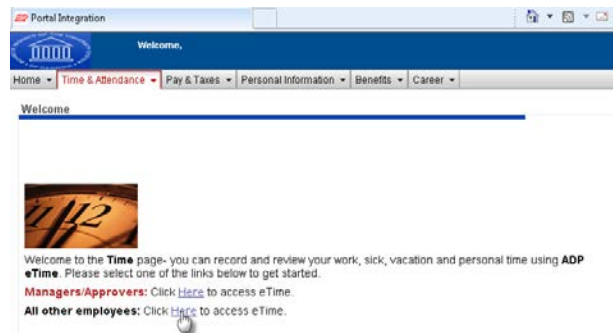 ADP Portal Integration
Welcome,
Home Time & Attendance Pay & Taxes Personal Information Benefits Career
Welcome
11 12
Welcome to the Time page- you can record and review your work, sick, vacation and personal time using ADP
eTime. Please select one of the links below to get started.
Managers/Approvers: Click Here to access eTime.
All other employees: Click Here to access eTime.